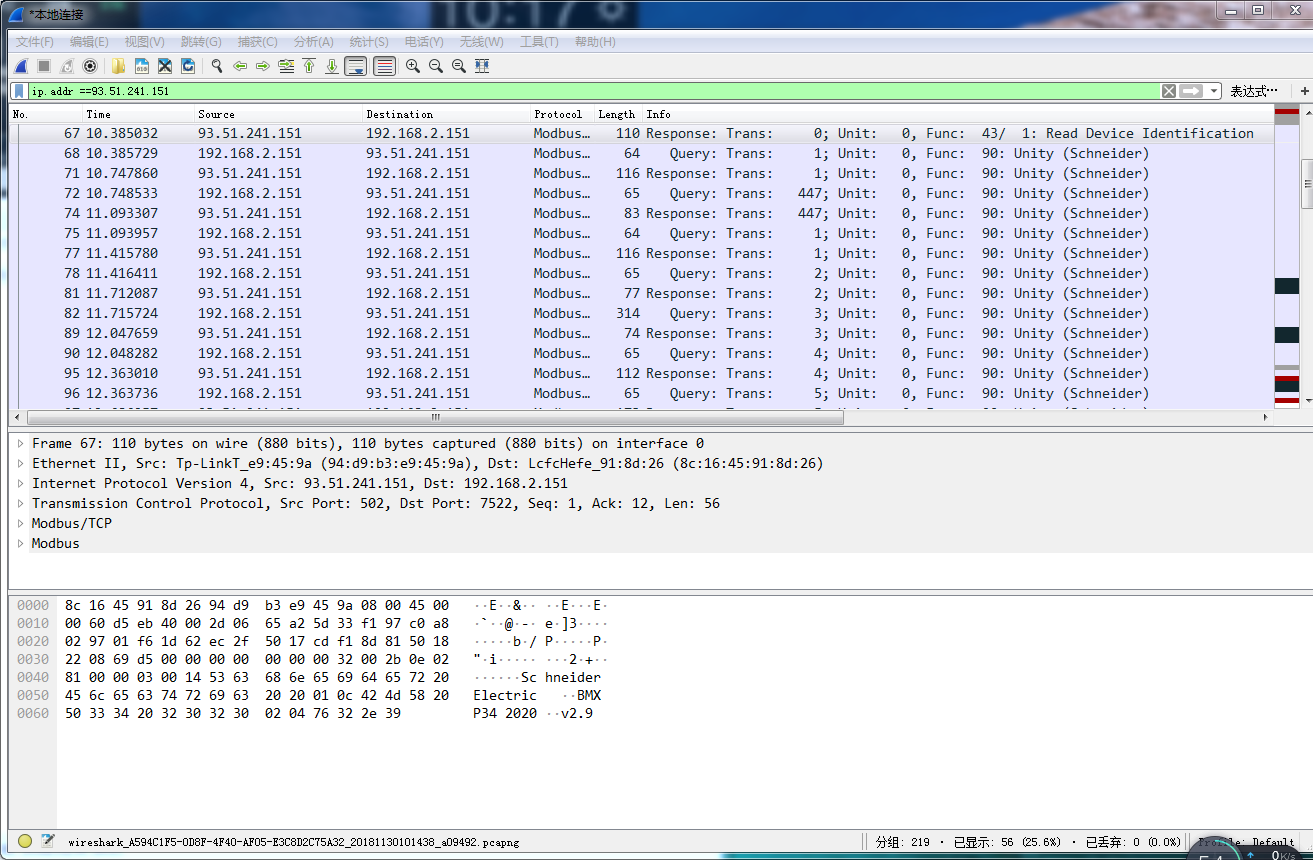 10:17
*本地连接
文件(F) 编辑(E) 视图(V) 跳转(G) 捕获(C) 分析(A) 统计(S) 电话(Y) 无线(W) 工具(T) 帮助(H)
ip.addr ==93.51.241.151 表达式… +
No. Time Source Destination Protocol Length Info
67 10.385032 93.51.241.151 192.168.2.151 Modbus… 110 Response: Trans: 0; Unit: 0, Func: 43/ 1: Read Device Identification
68 10.385729 192.168.2.151 93.51.241.151 Modbus… 64 Query: Trans: 1; Unit: 0, Func: 90: Unity (Schneider)
71 10.747860 93.51.241.151 192.168.2.151 Modbus… 116 Response: Trans: 1; Unit: 0, Func: 90: Unity (Schneider)
72 10.748533 192.168.2.151 93.51.241.151 Modbus… 65 Query: Trans: 447; Unit: 0, Func: 90: Unity (Schneider)
74 11.093307 93.51.241.151 192.168.2.151 Modbus… 83 Response: Trans: 447; Unit: 0, Func: 90: Unity (Schneider)
75 11.093957 192.168.2.151 93.51.241.151 Modbus… 64 Query: Trans: 1; Unit: 0, Func: 90: Unity (Schneider)
77 11.415780 93.51.241.151 192.168.2.151 Modbus… 116 Response: Trans: 1; Unit: 0, Func: 90: Unity (Schneider)
78 11.416411 192.168.2.151 93.51.241.151 Modbus… 65 Query: Trans: 2; Unit: 0, Func: 90: Unity (Schneider)
81 11.712087 93.51.241.151 192.168.2.151 Modbus… 77 Response: Trans: 2; Unit: 0, Func: 90: Unity (Schneider)
82 11.715724 192.168.2.151 93.51.241.151 Modbus… 314 Query: Trans: 3; Unit: 0, Func: 90: Unity (Schneider)
89 12.047659 93.51.241.151 192.168.2.151 Modbus… 74 Response: Trans: 3; Unit: 0, Func: 90: Unity (Schneider)
90 12.048282 192.168.2.151 93.51.241.151 Modbus… 65 Query: Trans: 4; Unit: 0, Func: 90: Unity (Schneider)
95 12.363010 93.51.241.151 192.168.2.151 Modbus… 112 Response: Trans: 4; Unit: 0, Func: 90: Unity (Schneider)
96 12.363736 192.168.2.151 93.51.241.151 Modbus… 65 Query: Trans: 5; Unit: 0, Func: 90: Unity (Schneider)
Frame 67: 110 bytes on wire (880 bits), 110 bytes captured (880 bits) on interface 0
Ethernet II, Src: Tp-LinkT_e9:45:9a (94:d9:b3:e9:45:9a), Dst: LcfcHefe_91:8d:26 (8c:16:45:91:8d:26)
Internet Protocol Version 4, Src: 93.51.241.151, Dst: 192.168.2.151
Transmission Control Protocol, Src Port: 502, Dst Port: 7522, Seq: 1, Ack: 12, Len: 56
Modbus/TCP
Modbus
0000 8c 16 45 91 8d 26 94 d9 b3 e9 45 9a 08 00 45 00 ··E··&·· ··E···E·
0010 00 60 d5 eb 40 00 2d 06 65 a2 5d 33 f1 97 c0 a8 ·`··@·-· e·]3····
0020 02 97 01 f6 1d 62 ec 2f 50 17 cd f1 8d 81 50 18 ·····b·/ P·····P·
0030 22 08 69 d5 00 00 00 00 00 00 00 32 00 2b 0e 02 "·i····· ···2·+··
0040 81 00 00 03 00 14 53 63 68 6e 65 69 64 65 72 20 ······Sc hneider
0050 45 6c 65 63 74 72 69 63 20 20 01 0c 42 4d 58 20 Electric ··BMX
0060 50 33 34 20 32 30 32 30 02 04 76 32 2e 39 P34 2020 ··v2.9
wireshark_A594C1F5-0D8F-4F40-AF05-E3C8D2C75A32_20181130101438_a09492.pcapng 分组: 219 · 已显示: 56 (25.6%) · 已丢弃: 0 (0.0%) Profile: Default
0K/s